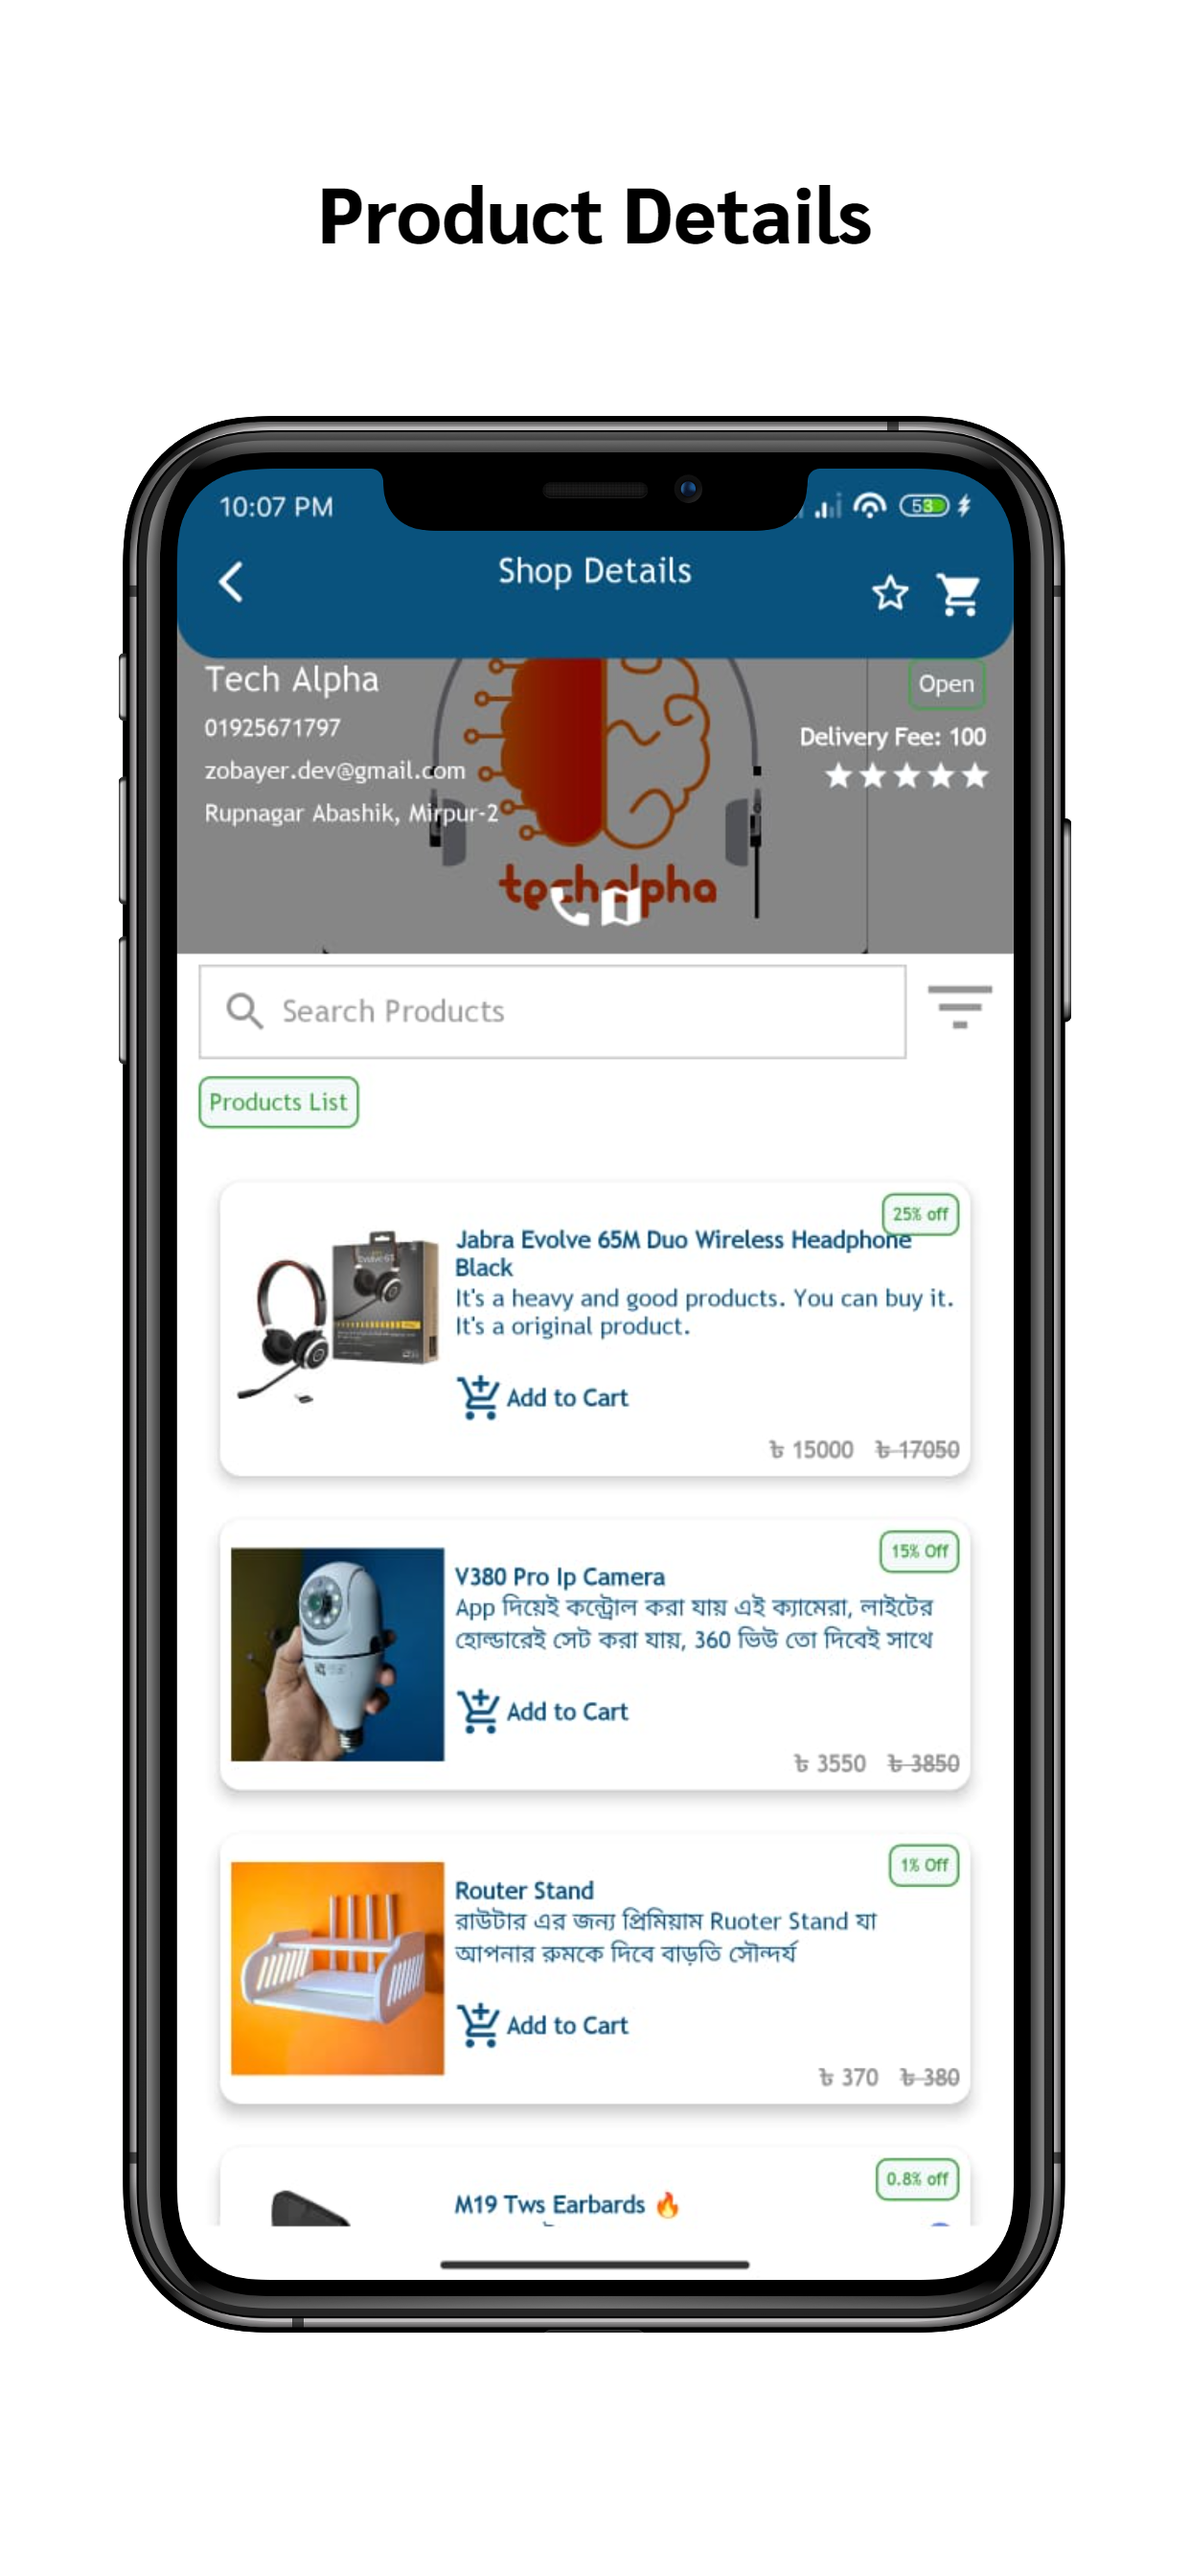 Product Details
10:07 PM
53
Shop Details
Tech Alpha
Open
01925671797
Delivery Fee: 100
zobayer.dev@gmail.com
Rupnagar Abashik, Mirpur-2
techalpha
Search Products
Products List
25% off
Jabra Evolve 65M Duo Wireless Headphone
Black
It's a heavy and good products. You can buy it.
It's a original product.
Add to Cart
৳ 15000 ৳ 17050
15% Off
V380 Pro Ip Camera
App দিয়েই কন্ট্রোল করা যায় এই ক্যামেরা, লাইটের
হোল্ডারেই সেট করা যায়, 360 ভিউ তো দিবেই সাথে
Add to Cart
৳ 3550 ৳ 3850
1% Off
Router Stand
রাউটার এর জন্য প্রিমিয়াম Ruoter Stand যা
আপনার রুমকে দিবে বাড়তি সৌন্দর্য
Add to Cart
৳ 370 ৳ 380
0.8% off
M19 Tws Earbards 🔥